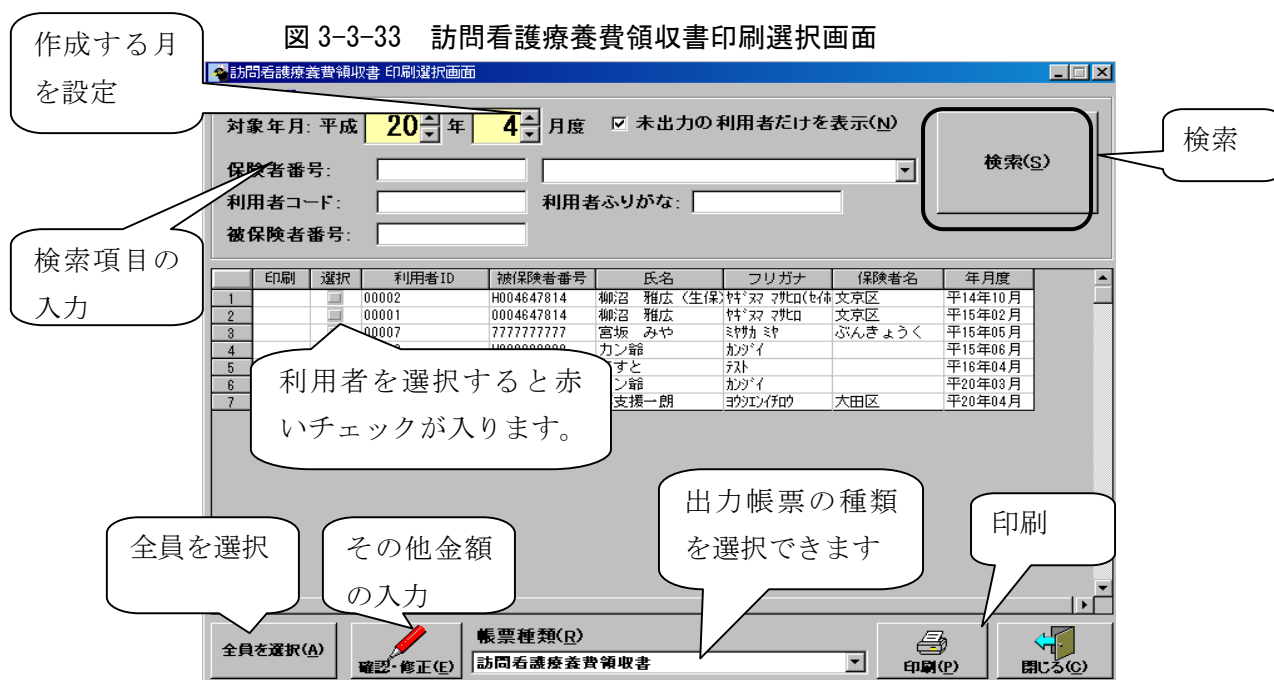 図 3-3-33 訪問看護療養費領収書印刷選択画面
作成する月
を設定
訪問看護療養費領収書 印刷選択画面
対象年月: 平成 20 年 4 月度 未出力の利用者だけを表示(N)
検索(S)
検索
保険者番号:
利用者コード: 利用者ふりがな:
被保険者番号:
検索項目の
入力
印刷 選択 利用者ID 被保険者番号 氏名 フリガナ 保険者名 年月度
1 00002 H004647814 柳沼 雅広（生保） ﾔｷﾞﾇﾏ ﾏｻﾋﾛ(ｾｲﾎ 文京区 平14年10月
2 00001 0004647814 柳沼 雅広 ﾔｷﾞﾇﾏ ﾏｻﾋﾛ 文京区 平15年02月
3 00007 7777777777 宮坂 みや ﾐﾔｻｶ ﾐﾔ ぶんきょうく 平15年05月
4 カン爺 ｶﾝｼﾞｲ 平15年06月
5 すと ﾃｽﾄ 平16年04月
6 ン爺 ｶﾝｼﾞｲ 平20年03月
7 支援一朗 ﾖｳｼｴﾝｲﾁﾛｳ 大田区 平20年04月
利用者を選択すると赤
いチェックが入ります。
全員を選択
その他金額
の入力
出力帳票の種類
を選択できます
印刷
全員を選択(A)
確認・修正(E)
帳票種類(R)
訪問看護療養費領収書
印刷(P)
閉じる(C)